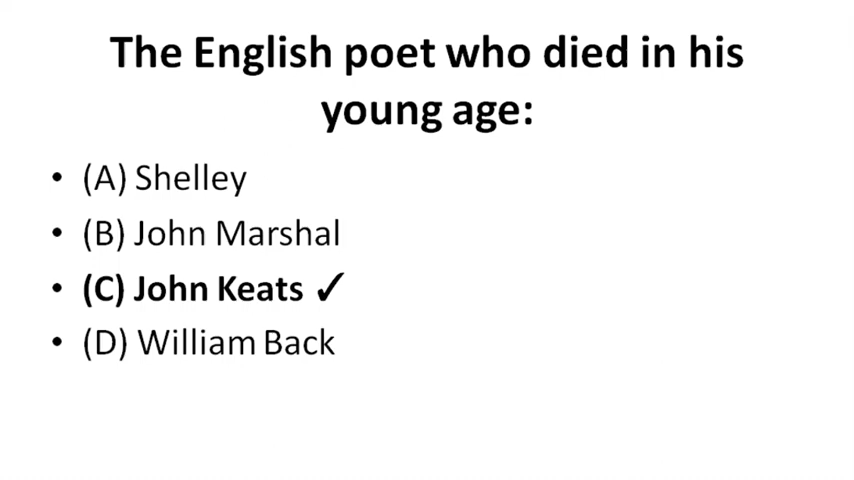 The English poet who died in his
young age:
• (A) Shelley
• (B) John Marshal
• (C) John Keats ✓
• (D) William Back